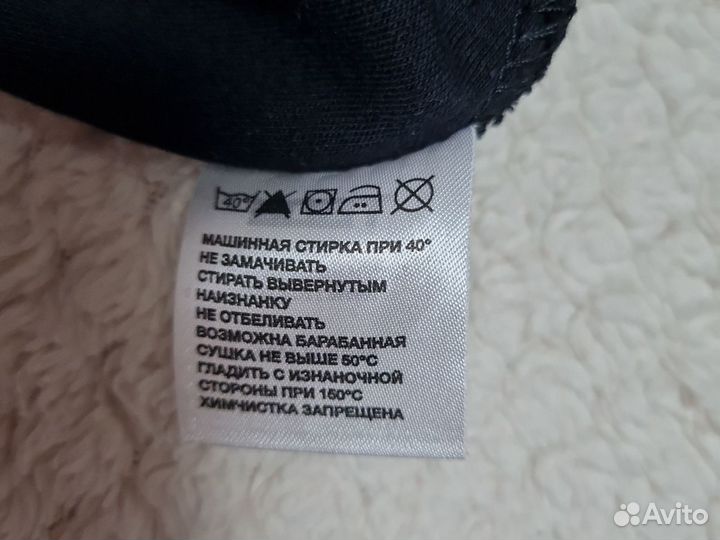 40°
МАШИННАЯ СТИРКА ПРИ 40°
НЕ ЗАМАЧИВАТЬ
СТИРАТЬ ВЫВЕРНУТЫМ
НАИЗНАНКУ
НЕ ОТБЕЛИВАТЬ
ВОЗМОЖНА БАРАБАННАЯ
СУШКА НЕ ВЫШЕ 50°C
ГЛАДИТЬ С ИЗНАНОЧНОЙ
СТОРОНЫ ПРИ 150°C
ХИМЧИСТКА ЗАПРЕЩЕНА
Avito